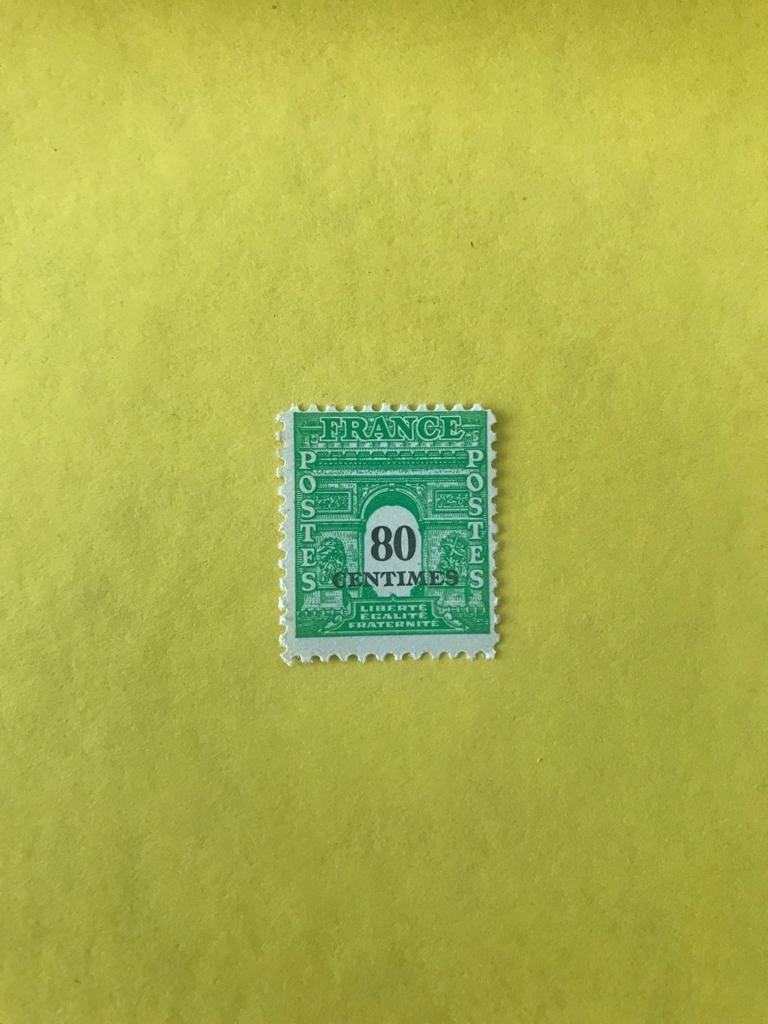 FRANCE
POSTES
POSTES
80
CENTIMES
LIBERTÉ
ÉGALITÉ
FRATERNITÉ